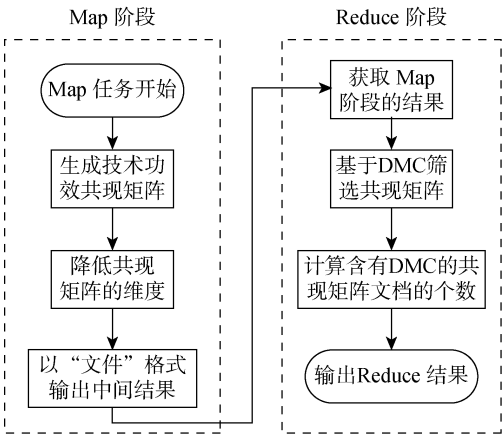 Map 阶段
Map 任务开始
生成技术功
效共现矩阵
降低共现
矩阵的维度
以“文件”格式
输出中间结果
Reduce 阶段
获取 Map
阶段的结果
基于DMC筛
选共现矩阵
计算含有DMC的共
现矩阵文档的个数
输出Reduce 结果